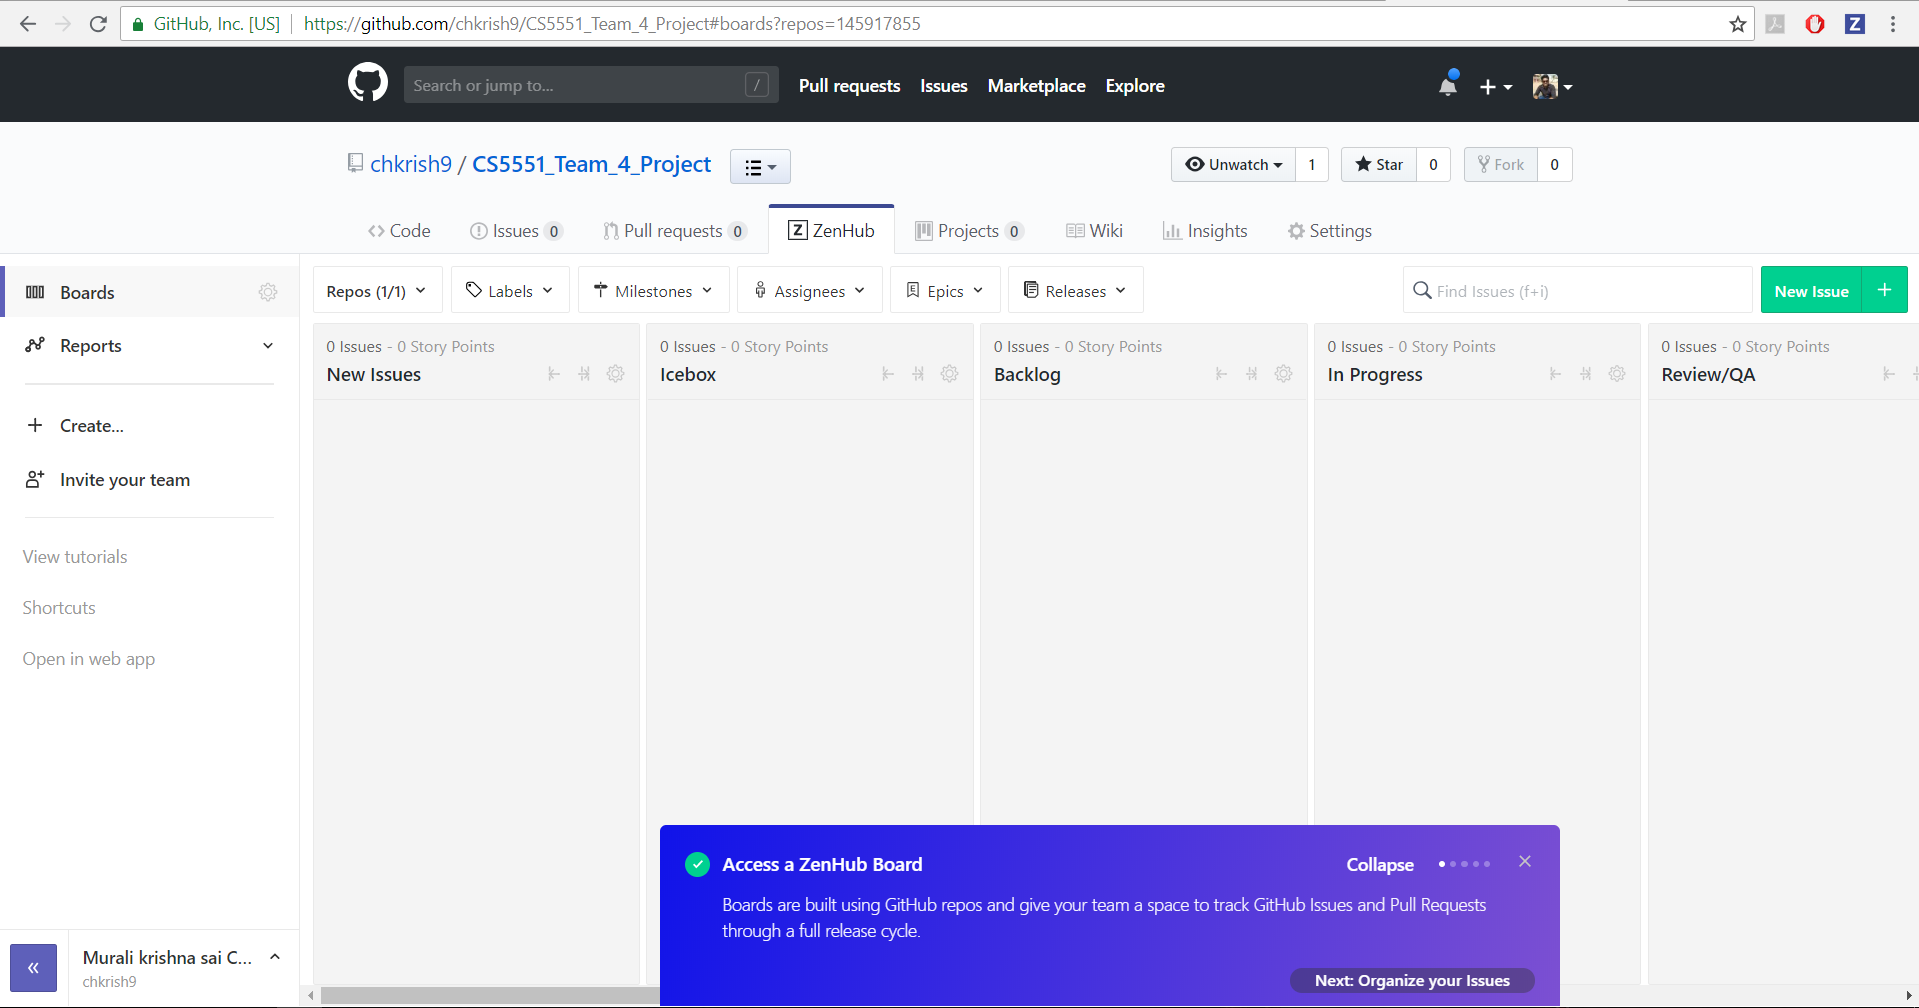 GitHub, Inc. [US] https://github.com/chkrish9/CS5551_Team_4_Project#boards?repos=145917855
Z
Search or jump to... /
Pull requests Issues Marketplace Explore
chkrish9 / CS5551_Team_4_Project
Unwatch 1 Star 0 Fork 0
Code Issues 0 Pull requests 0 Z ZenHub Projects 0 Wiki Insights Settings
Boards
Reports
Create...
Invite your team
View tutorials
Shortcuts
Open in web app
Murali krishna sai C...
chkrish9
Repos (1/1) Labels Milestones Assignees E Epics Releases Find Issues (f+i) New Issue +
0 Issues - 0 Story Points
New Issues
0 Issues - 0 Story Points
Icebox
0 Issues - 0 Story Points
Backlog
0 Issues - 0 Story Points
In Progress
0 Issues - 0 Story Points
Review/QA
Access a ZenHub Board Collapse
Boards are built using GitHub repos and give your team a space to track GitHub Issues and Pull Requests
through a full release cycle.
Next: Organize your Issues